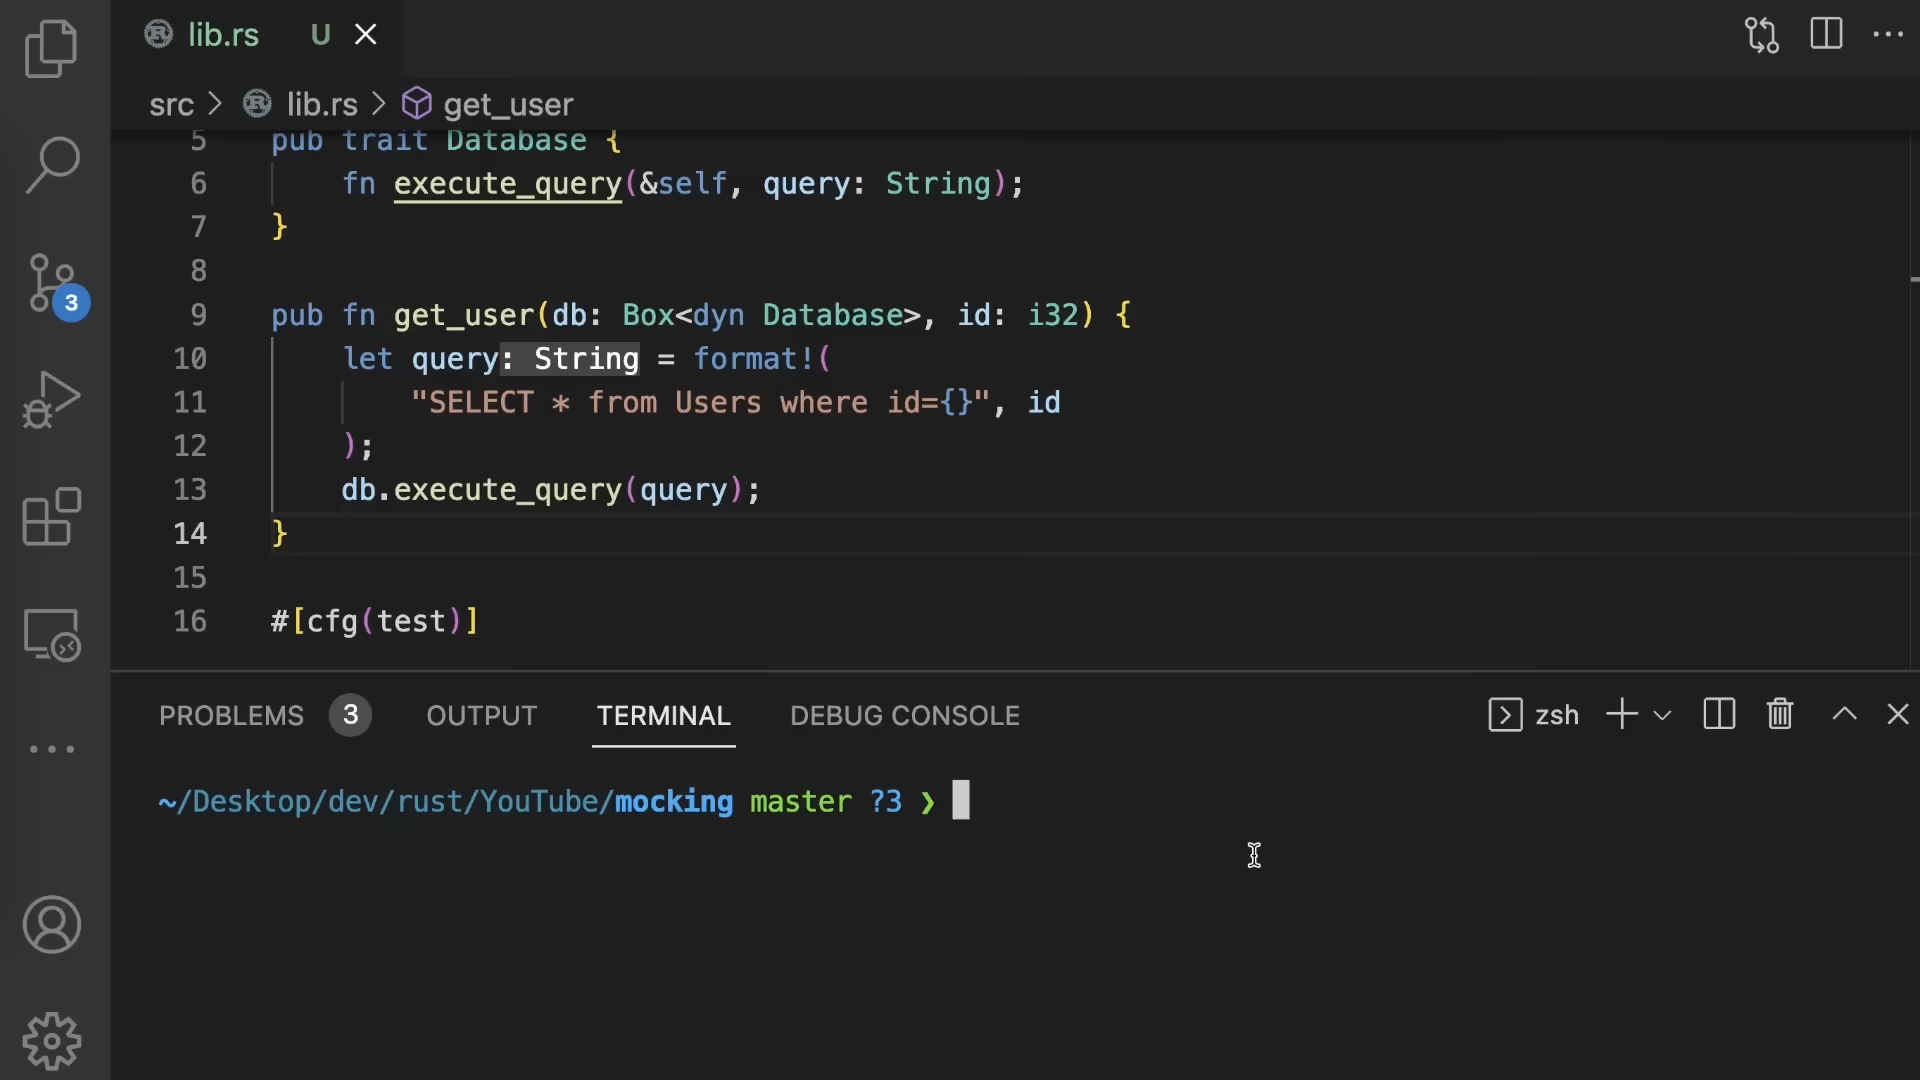 lib.rs U
src > lib.rs > get_user
5 pub trait Database {
6 fn execute_query(&self, query: String);
7 }
8
9 pub fn get_user(db: Box<dyn Database>, id: i32) {
10 let query: String = format!(
11 "SELECT * from Users where id={}", id
12 );
13 db.execute_query(query);
14 }
15
16 #[cfg(test)]
3
PROBLEMS 3 OUTPUT TERMINAL DEBUG CONSOLE zsh
~/Desktop/dev/rust/YouTube/mocking master ?3 ❯